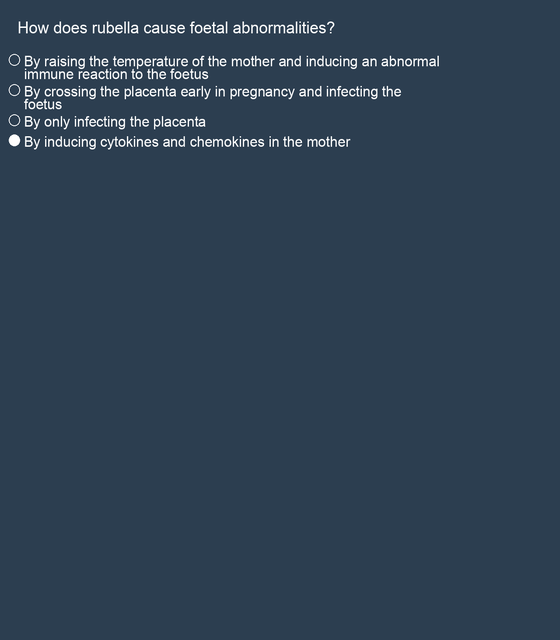 How does rubella cause foetal abnormalities?
By raising the temperature of the mother and inducing an abnormal
immune reaction to the foetus
By crossing the placenta early in pregnancy and infecting the
foetus
By only infecting the placenta
By inducing cytokines and chemokines in the mother